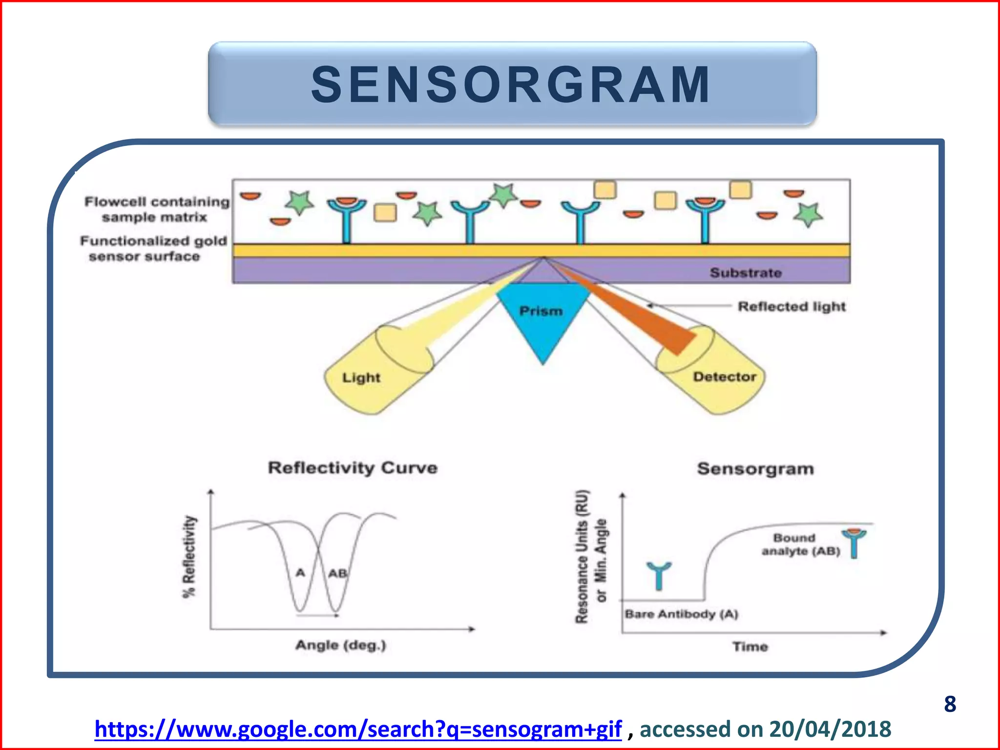 SENSORGRAM
Flowcell containing
sample matrix
Functionalized gold
sensor surface
Substrate
Prism
Reflected light
Light
Detector
Reflectivity Curve
% Reflectivity
A
AB
Angle (deg.)
Sensorgram
Resonance Units (RU)
or Min. Angle
Bound
analyte (AB)
Bare Antibody (A)
Time
8
https://www.google.com/search?q=sensogram+gif , accessed on 20/04/2018